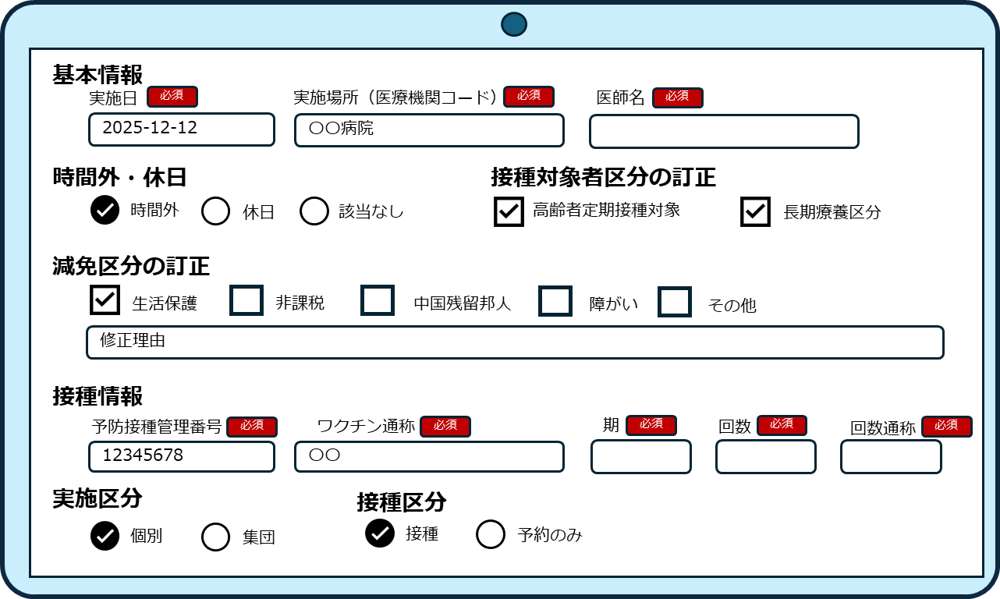 基本情報
実施日 必須 実施場所（医療機関コード） 必須 医師名 必須
2025-12-12 〇〇病院
時間外・休日 接種対象者区分の訂正
時間外 休日 該当なし 高齢者定期接種対象 長期療養区分
減免区分の訂正
生活保護 非課税 中国残留邦人 障がい その他
修正理由
接種情報
予防接種管理番号 必須 ワクチン通称 必須 期 必須 回数 必須 回数通称 必須
12345678 〇〇
実施区分 接種区分
個別 集団 接種 予約のみ